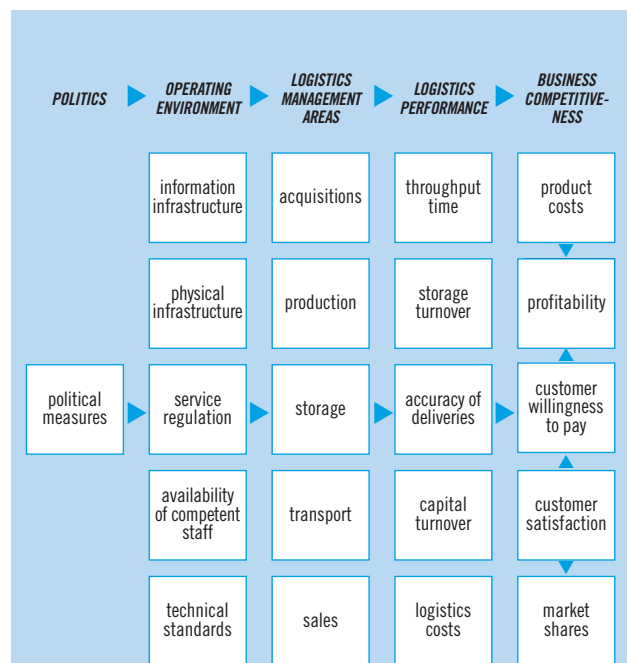 POLITICS
OPERATING
ENVIRONMENT
LOGISTICS
MANAGEMENT
AREAS
LOGISTICS
PERFORMANCE
BUSINESS
COMPETITIVE-
NESS
information
infrastructure
acquisitions
throughput
time
product
costs
physical
infrastructure
production
storage
turnover
profitability
political
measures
service
regulation
storage
accuracy of
deliveries
customer
willingness
to pay
availability
of competent
staff
transport
capital
turnover
customer
satisfaction
technical
standards
sales
logistics
costs
market
shares